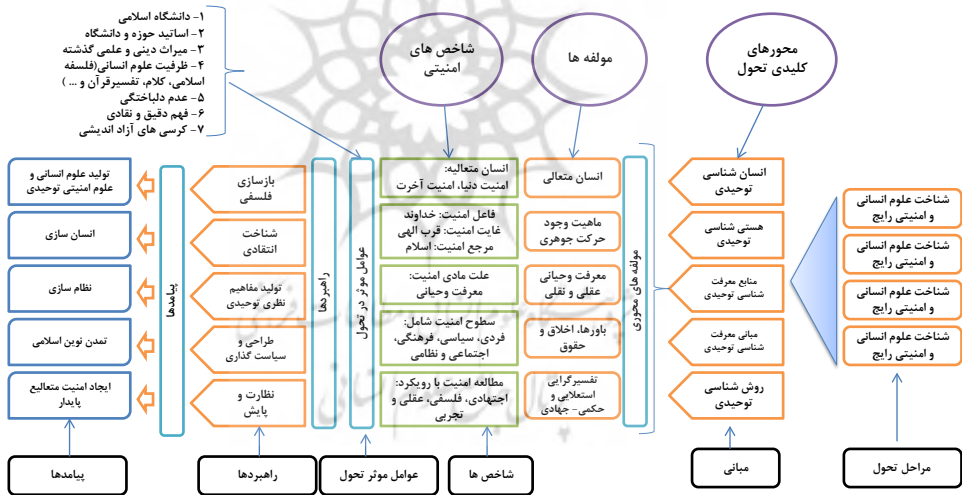 محورهای
کلیدی تحول
مولفه ها
شاخص های
امنیتی
۱- دانشگاه اسلامی
۲- اساتید حوزه و دانشگاه
۳- میراث دینی و علمی گذشته
۴- ظرفیت علوم انسانی(فلسفه
اسلامی، کلام، تفسیرقرآن و ... )
۵- عدم دلباختگی
۶- فهم دقیق و نقادی
۷- کرسی های آزاد اندیشی
شناخت علوم انسانی
و امنیتی رایج
شناخت علوم انسانی
و امنیتی رایج
شناخت علوم انسانی
و امنیتی رایج
شناخت علوم انسانی
و امنیتی رایج
انسان شناسی
توحیدی
هستی شناسی
توحیدی
منابع معرفت
شناسی توحیدی
مبانی معرفت
شناسی توحیدی
روش شناسی
توحیدی
مولفه های محوری
انسان متعالی
ماهیت وجود
حرکت جوهری
معرفت وحیانی
عقلی و نقلی
باورها، اخلاق و
حقوق
تفسیرگرایی
استعلایی و
حکمی- جهادی
انسان متعالیه:
امنیت دنیا، امنیت آخرت
فاعل امنیت: خداوند
غایت امنیت: قرب الهی
مرجع امنیت: اسلام
علت مادی امنیت:
معرفت وحیانی
سطوح امنیت شامل:
فردی، سیاسی، فرهنگی،
اجتماعی و نظامی
مطالعه امنیت با رویکرد:
اجتهادی، فلسفی، عقلی و
تجربی
عوامل موثر در تحول
راهبردها
بازسازی
فلسفی
شناخت
انتقادی
تولید مفاهیم
نظری توحیدی
طراحی و
سیاست گذاری
نظارت و
پایش
پیامدها
تولید علوم انسانی و
علوم امنیتی توحیدی
انسان سازی
نظام سازی
تمدن نوین اسلامی
ایجاد امنیت متعالیع
پایدار
مراحل تحول
مبانی
شاخص ها
عوامل موثر تحول
راهبردها
پیامدها